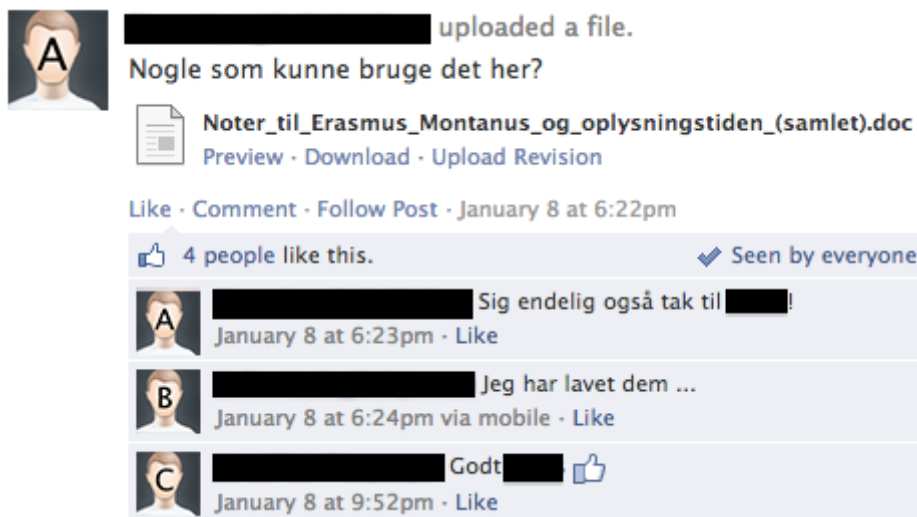 A
uploaded a file.
Nogle som kunne bruge det her?
Noter_til_Erasmus_Montanus_og_oplysningstiden_(samlet).doc
Preview · Download · Upload Revision
Like · Comment · Follow Post · January 8 at 6:22pm
4 people like this.
Seen by everyone
A
Sig endelig også tak til !
January 8 at 6:23pm · Like
B
Jeg har lavet dem ...
January 8 at 6:24pm via mobile · Like
C
Godt
January 8 at 9:52pm · Like